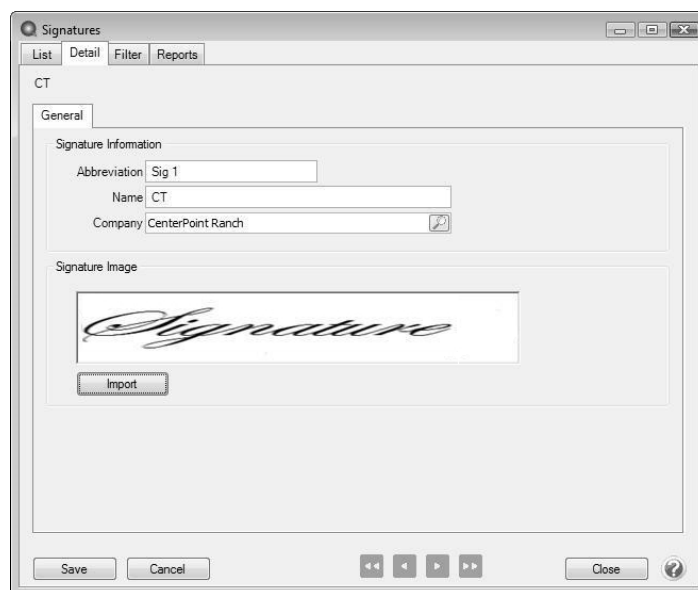 Signatures
List Detail Filter Reports
CT
General
Signature Information
Abbreviation Sig 1
Name CT
Company CenterPoint Ranch
Signature Image
Signature
Import
Save Cancel Close ?